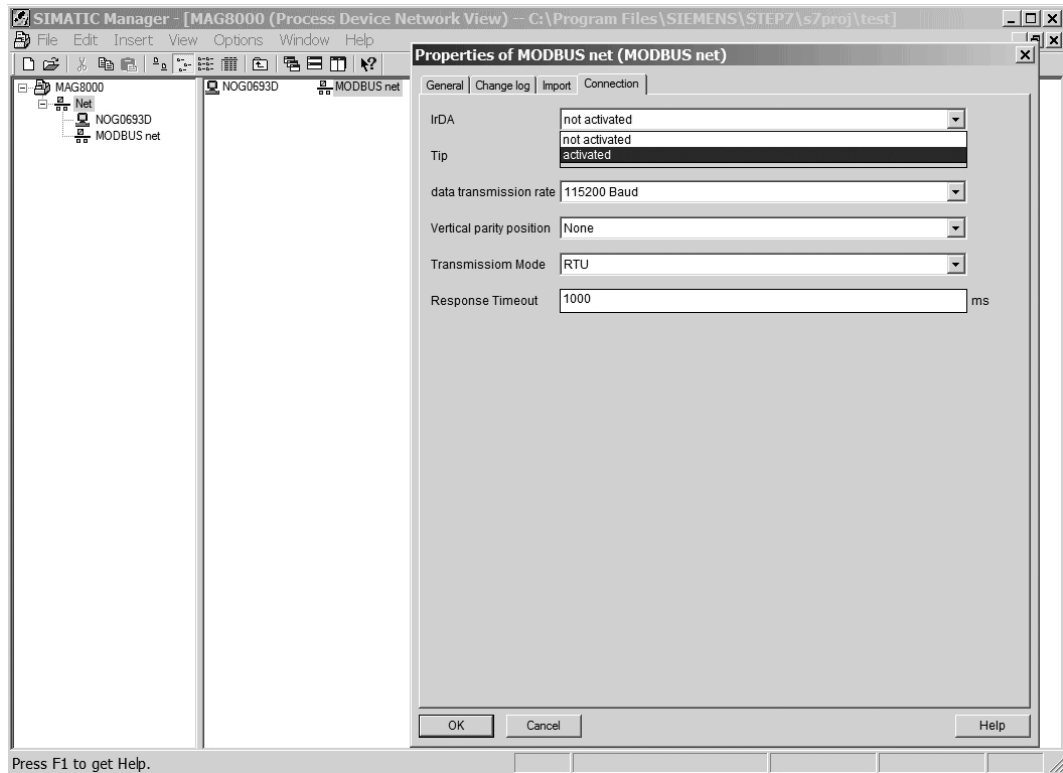 SIMATIC Manager - [MAG8000 (Process Device Network View) -- C:\Program Files\SIEMENS\STEP7\s7proj\test]
File Edit Insert View Options Window Help
MAG8000
Net
NOG0693D
MODBUS net
NOG0693D MODBUS net
Properties of MODBUS net (MODBUS net)
General Change log Import Connection
IrDA not activated
not activated
activated
Tip
data transmission rate 115200 Baud
Vertical parity position None
Transmissiom Mode RTU
Response Timeout 1000 ms
OK Cancel Help
Press F1 to get Help.